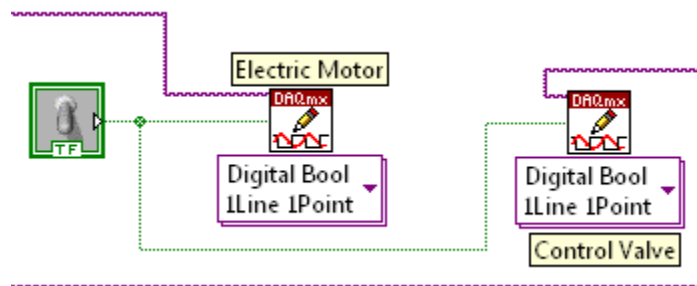 Electric Motor
DAQmx
Digital Bool
1Line 1Point
TF
DAQmx
Digital Bool
1Line 1Point
Control Valve